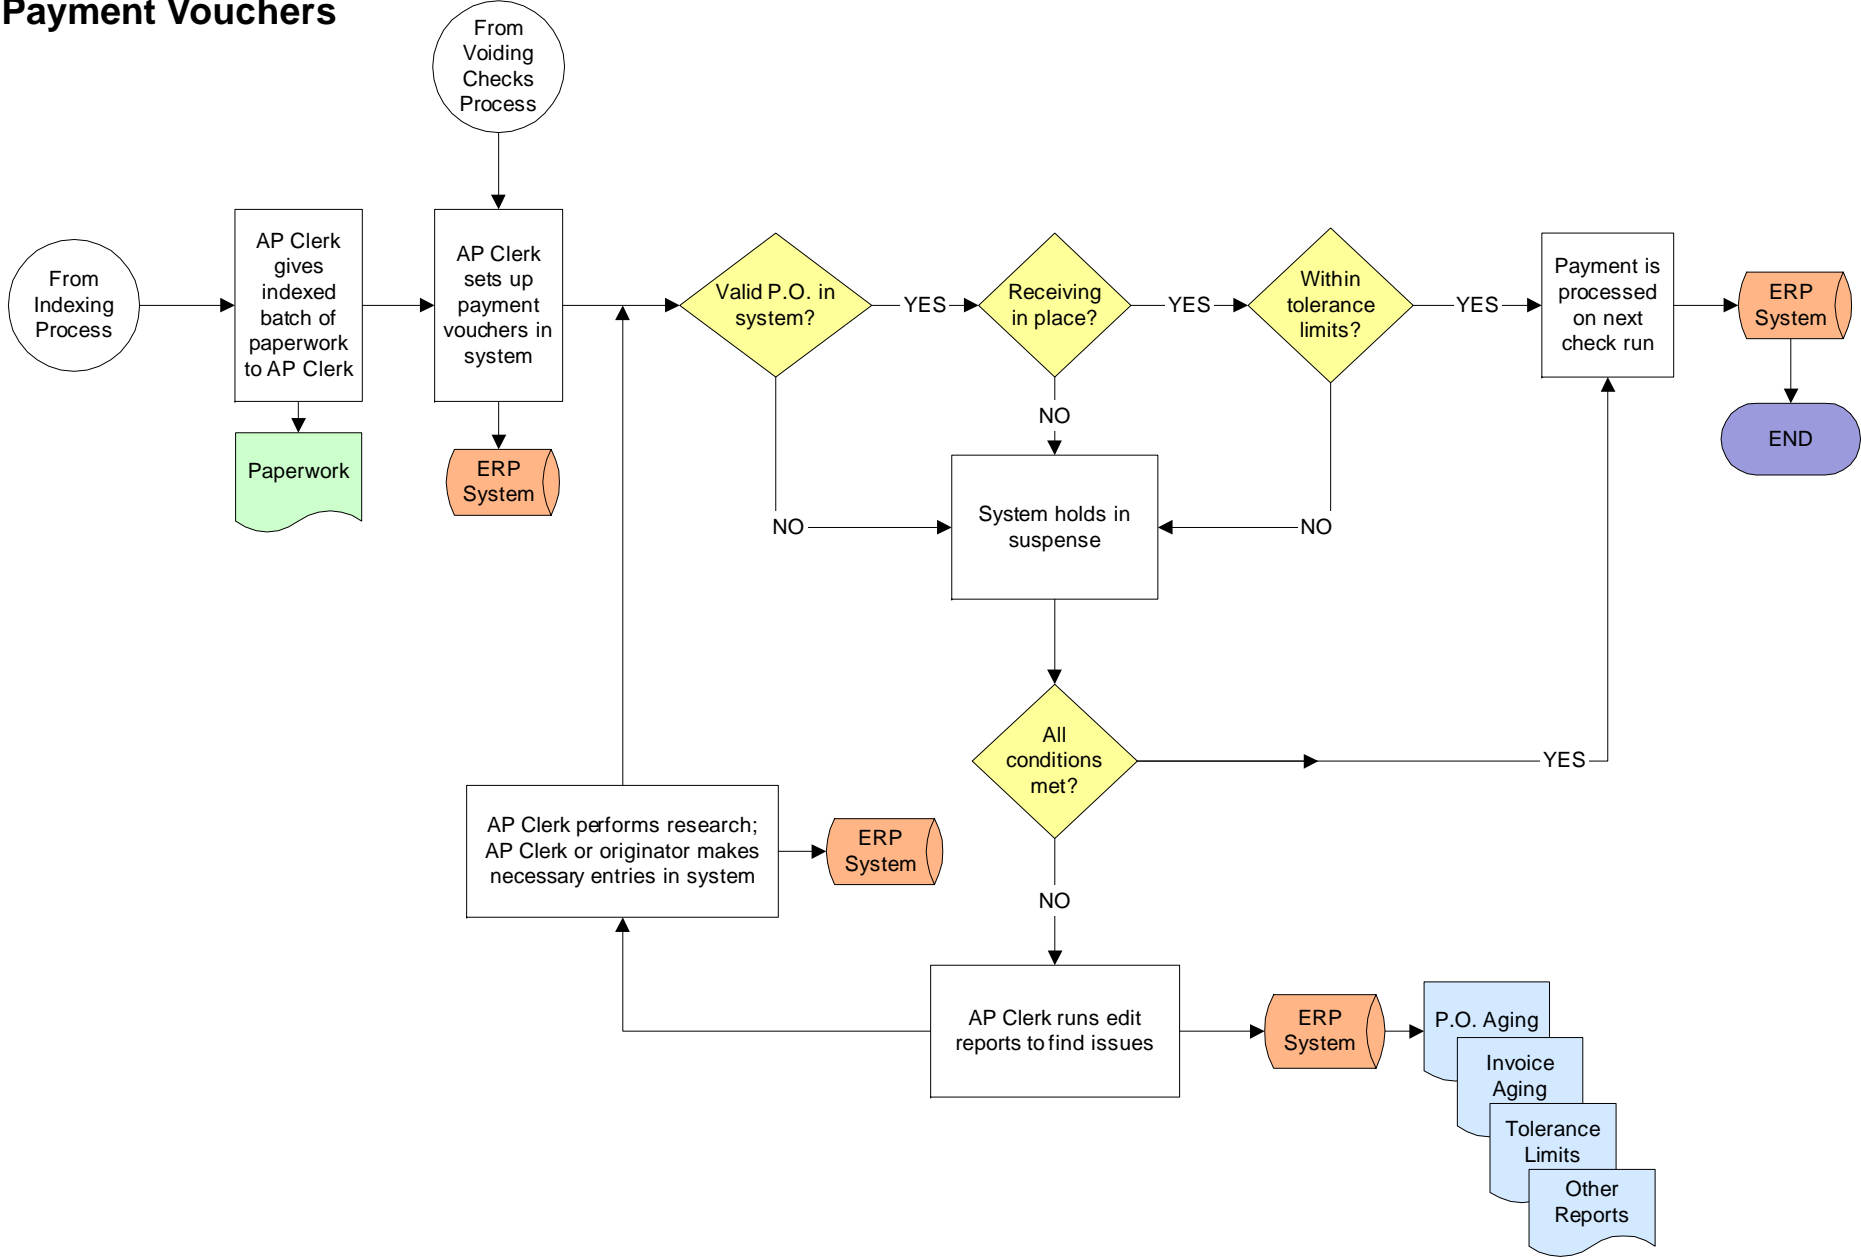 Payment Vouchers
From
Voiding
Checks
Process
From
Indexing
Process
AP Clerk
gives
indexed
batch of
paperwork
to AP Clerk
AP Clerk
sets up
payment
vouchers in
system
Valid P.O. in
system?
YES
Receiving
in place?
YES
Within
tolerance
limits?
YES
Payment is
processed
on next
check run
ERP
System
NO
END
Paperwork
ERP
System
NO
System holds in
suspense
NO
All
conditions
met?
YES
AP Clerk performs research;
AP Clerk or originator makes
necessary entries in system
ERP
System
NO
AP Clerk runs edit
reports to find issues
ERP
System
P.O. Aging
Invoice
Aging
Tolerance
Limits
Other
Reports